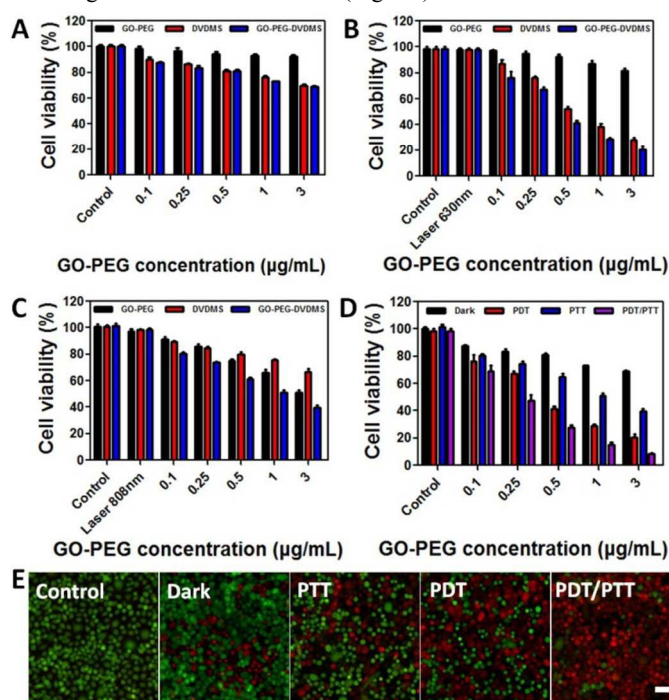 A
GO-PEG DVDMS GO-PEG-DVDMS
Cell viability (%)
120
100
80
60
40
20
0
Control 0.1 0.25 0.5 1 3
GO-PEG concentration (µg/mL)
B
GO-PEG DVDMS GO-PEG-DVDMS
Cell viability (%)
120
100
80
60
40
20
0
Control Laser 630nm 0.1 0.25 0.5 1 3
GO-PEG concentration (µg/mL)
C
GO-PEG DVDMS GO-PEG-DVDMS
Cell viability (%)
120
100
80
60
40
20
0
Control Laser 808nm 0.1 0.25 0.5 1 3
GO-PEG concentration (µg/mL)
D
Dark PDT PTT PDT/PTT
Cell viability (%)
120
100
80
60
40
20
0
Control 0.1 0.25 0.5 1 3
GO-PEG concentration (µg/mL)
E
Control Dark PTT PDT PDT/PTT